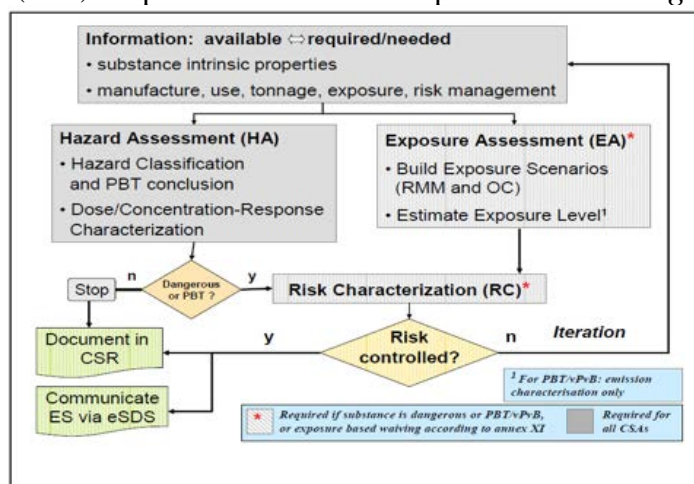 Information: available ⇔ required/needed
• substance intrinsic properties
• manufacture, use, tonnage, exposure, risk management
Hazard Assessment (HA)
• Hazard Classification
and PBT conclusion
• Dose/Concentration-Response
Characterization
Exposure Assessment (EA)*
• Build Exposure Scenarios
(RMM and OC)
• Estimate Exposure Level¹
n
Dangerous
or PBT ?
y
Stop
Risk Characterization (RC)*
Document in
CSR
y
Risk
controlled?
n
Iteration
Communicate
ES via eSDS
¹ For PBT/vPvB: emission
characterisation only
* Required if substance is dangerous or PBT/vPvB,
or exposure based waiving according to annex XI
Required for
all CSAs